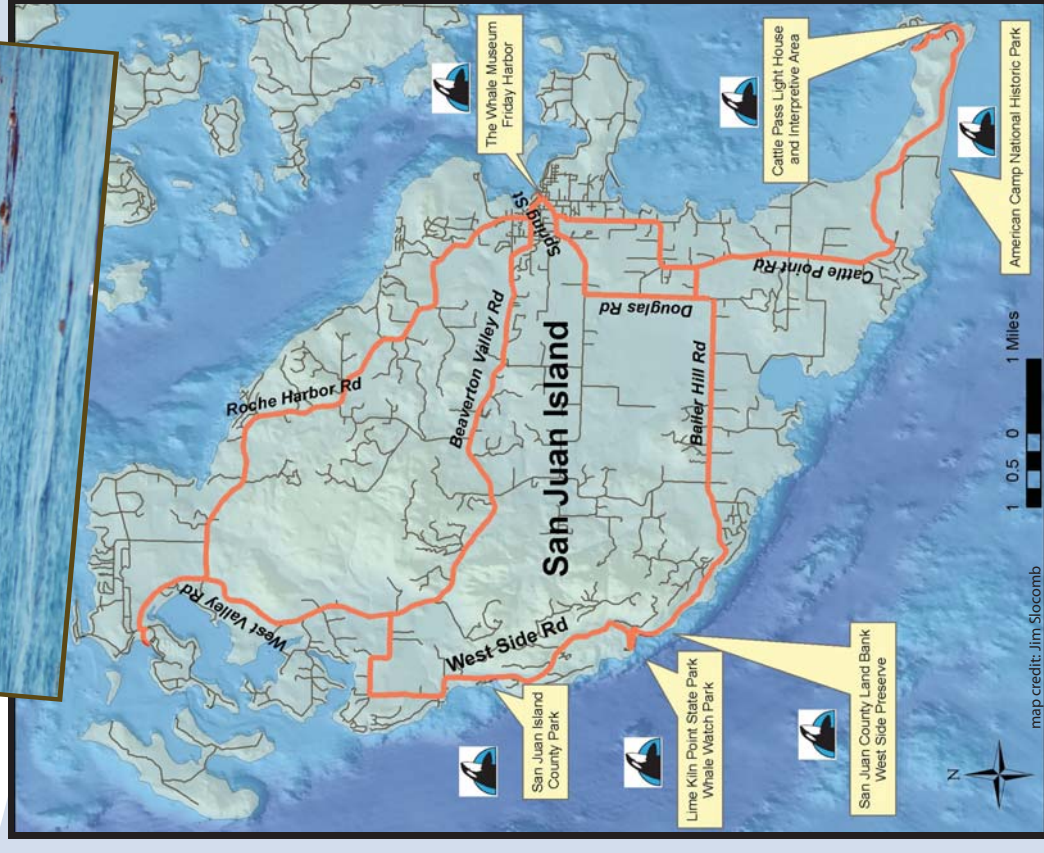 The Whale Museum
Friday Harbor
Cattle Pass Light House
and Interpretive Area
American Camp National Historic Park
Spring St
Roche Harbor Rd
Beaverton Valley Rd
San Juan Island
Douglas Rd
Cattle Point Rd
Bailer Hill Rd
West Valley Rd
West Side Rd
San Juan Island
County Park
Lime Kiln Point State Park
Whale Watch Park
San Juan County Land Bank
West Side Preserve
N
1 0.5 0 1 Miles
map credit: Jim Slocomb